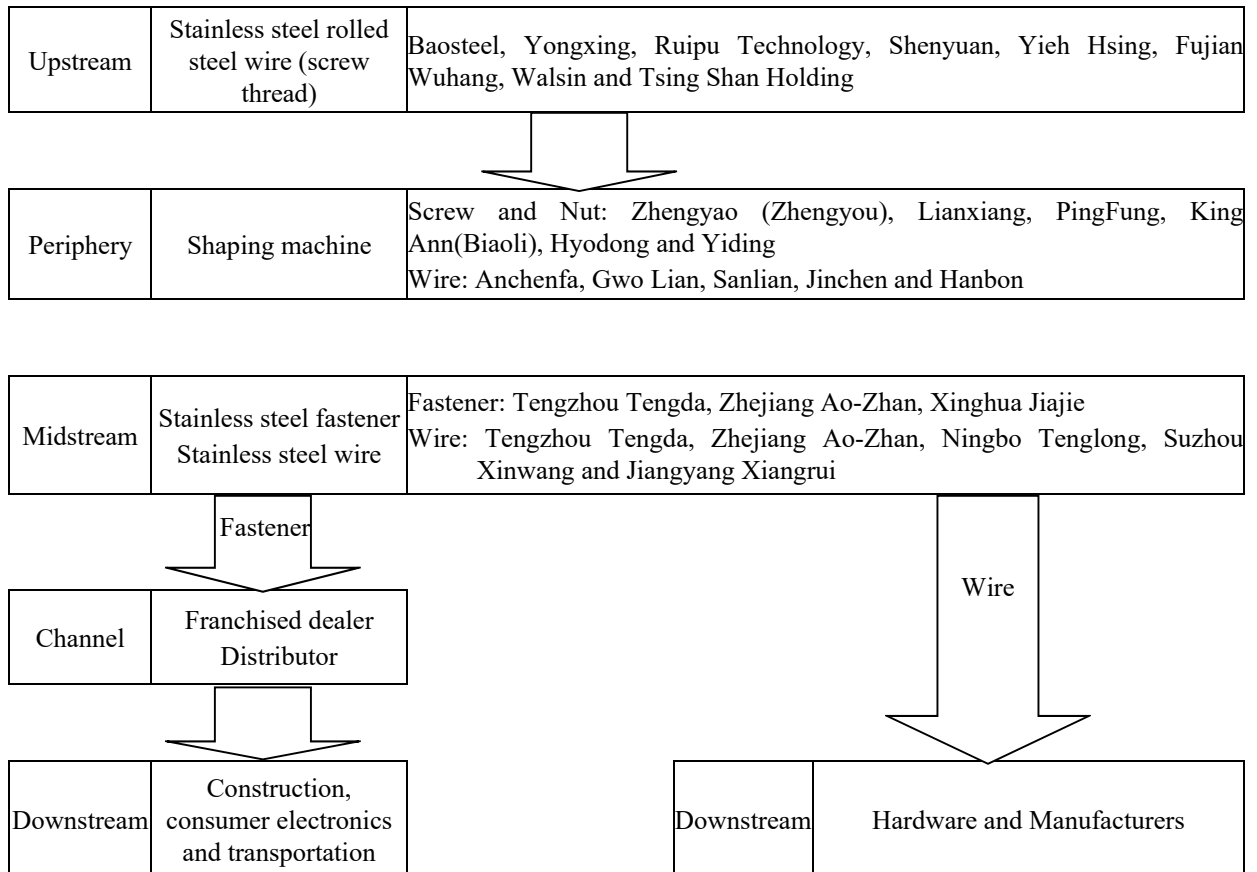 Upstream
Stainless steel rolled
steel wire (screw
thread)
Baosteel, Yongxing, Ruipu Technology, Shenyuan, Yieh Hsing, Fujian
Wuhang, Walsin and Tsing Shan Holding
Periphery
Shaping machine
Screw and Nut: Zhengyao (Zhengyou), Lianxiang, PingFung, King
Ann(Biaoli), Hyodong and Yiding
Wire: Anchenfa, Gwo Lian, Sanlian, Jinchen and Hanbon
Midstream
Stainless steel fastener
Stainless steel wire
Fastener: Tengzhou Tengda, Zhejiang Ao-Zhan, Xinghua Jiajie
Wire: Tengzhou Tengda, Zhejiang Ao-Zhan, Ningbo Tenglong, Suzhou
Xinwang and Jiangyang Xiangrui
Fastener
Wire
Channel
Franchised dealer
Distributor
Downstream
Construction,
consumer electronics
and transportation
Downstream
Hardware and Manufacturers